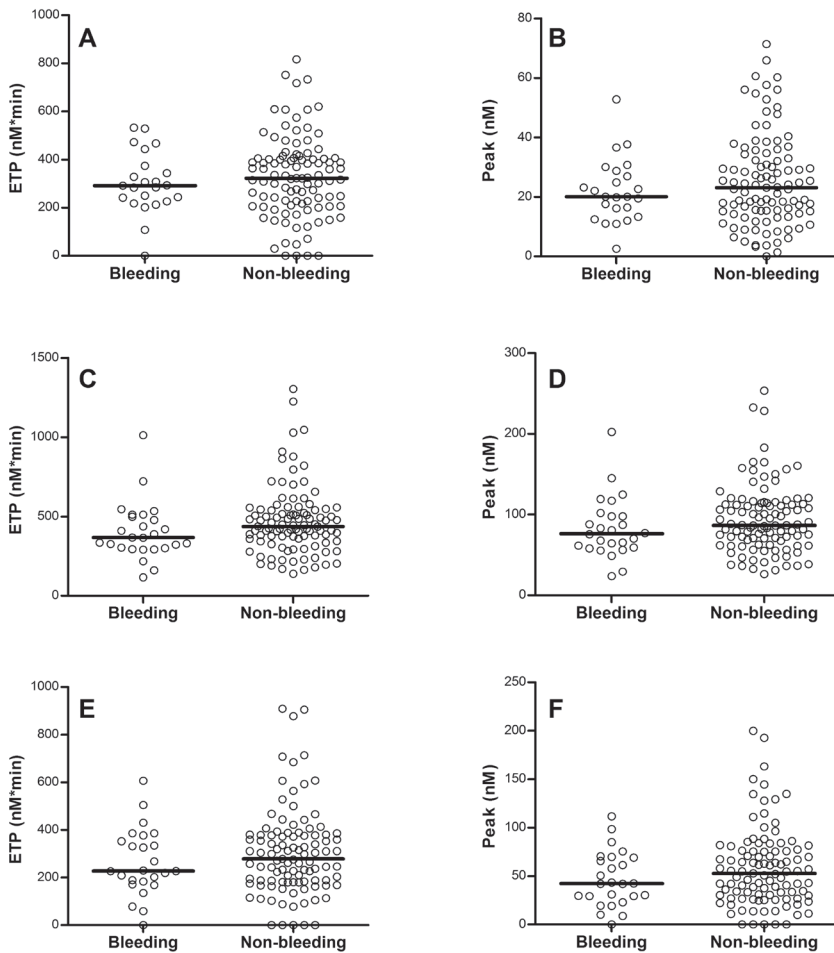 A
ETP (nM*min)
1000
800
600
400
200
0
Bleeding
Non-bleeding
B
Peak (nM)
80
60
40
20
0
Bleeding
Non-bleeding
C
ETP (nM*min)
1500
1000
500
0
Bleeding
Non-bleeding
D
Peak (nM)
300
200
100
0
Bleeding
Non-bleeding
E
ETP (nM*min)
1000
800
600
400
200
0
Bleeding
Non-bleeding
F
Peak (nM)
250
200
150
100
50
0
Bleeding
Non-bleeding